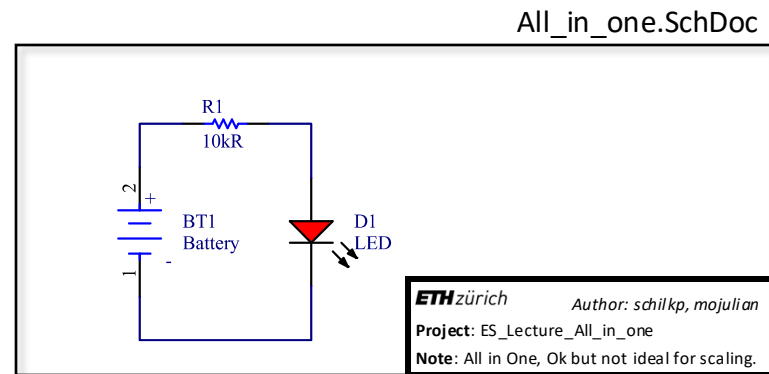 All_in_one.SchDoc
R1
10kR
2
+
BT1
Battery
-
1
D1
LED
ETH zürich
Author: schilkp, mojulian
Project: ES_Lecture_All_in_one
Note: All in One, Ok but not ideal for scaling.